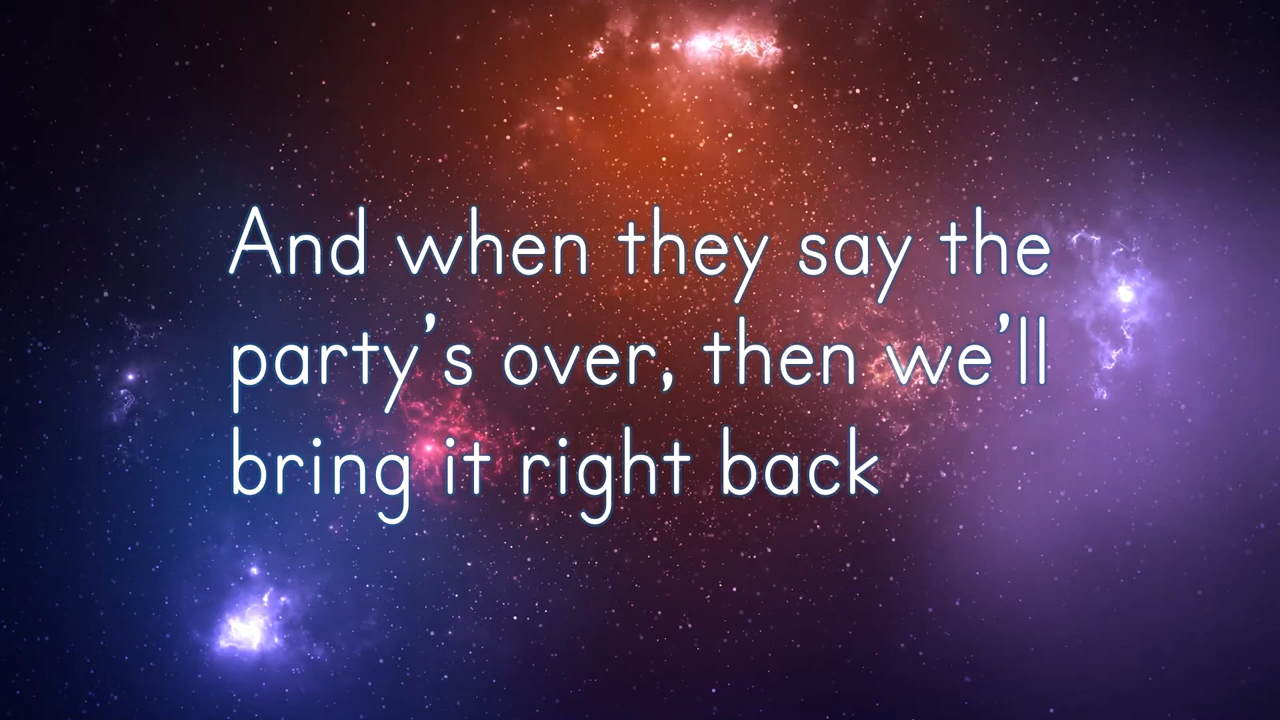 And when they say the
party’s over, then we’ll
bring it right back